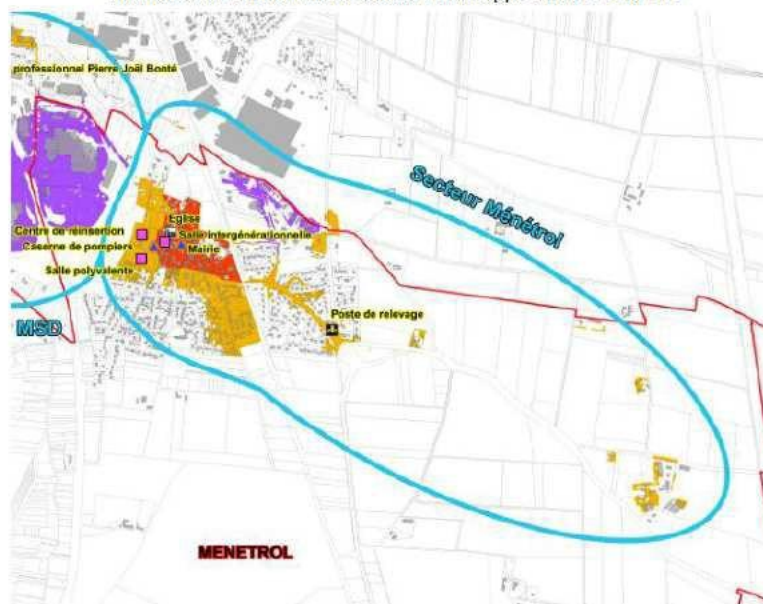 professionnel Pierre Joël Bonté
Secteur Ménétrol
Eglise
Centre de réinsertion
Salle intergénérationnelle
Caserne de pompiers
Mairie
Salle polyvalente
Poste de relevage
MSD
MENETROL